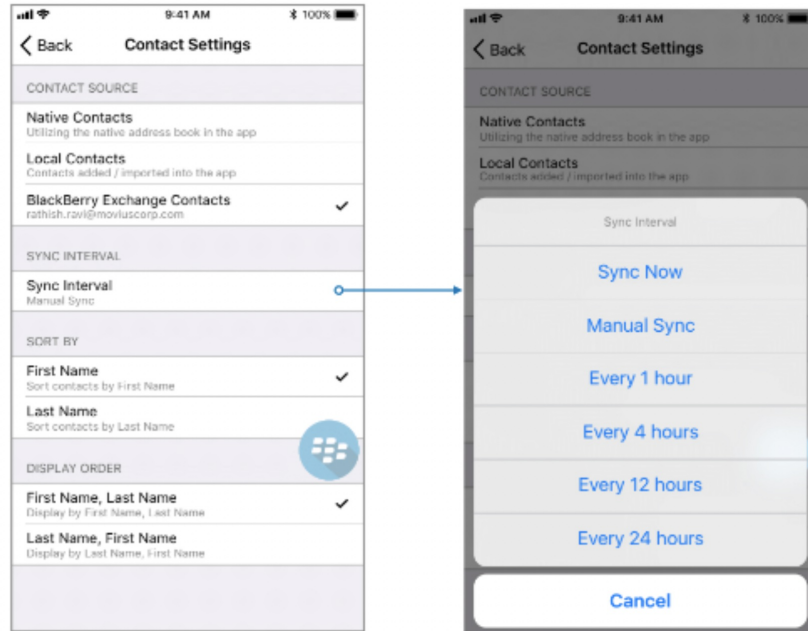 9:41 AM
100%
Back
Contact Settings
CONTACT SOURCE
Native Contacts
Utilizing the native address book in the app
Local Contacts
Contacts added / imported into the app
BlackBerry Exchange Contacts
rathish.ravi@moviuscorp.com
SYNC INTERVAL
Sync Interval
Manual Sync
SORT BY
First Name
Sort contacts by First Name
Last Name
Sort contacts by Last Name
DISPLAY ORDER
First Name, Last Name
Display by First Name, Last Name
Last Name, First Name
Display by Last Name, First Name
9:41 AM
100%
Back
Contact Settings
CONTACT SOURCE
Native Contacts
Utilizing the native address book in the app
Local Contacts
Contacts added / imported into the app
Sync Interval
Sync Now
Manual Sync
Every 1 hour
Every 4 hours
Every 12 hours
Every 24 hours
Cancel